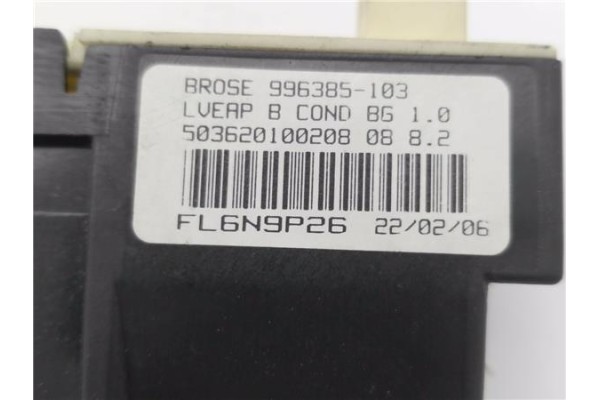 BROSE 996385-103
LVEAP B COND BG 1.0
503620100208 08 8.2
FL6N9P26 22/02/06